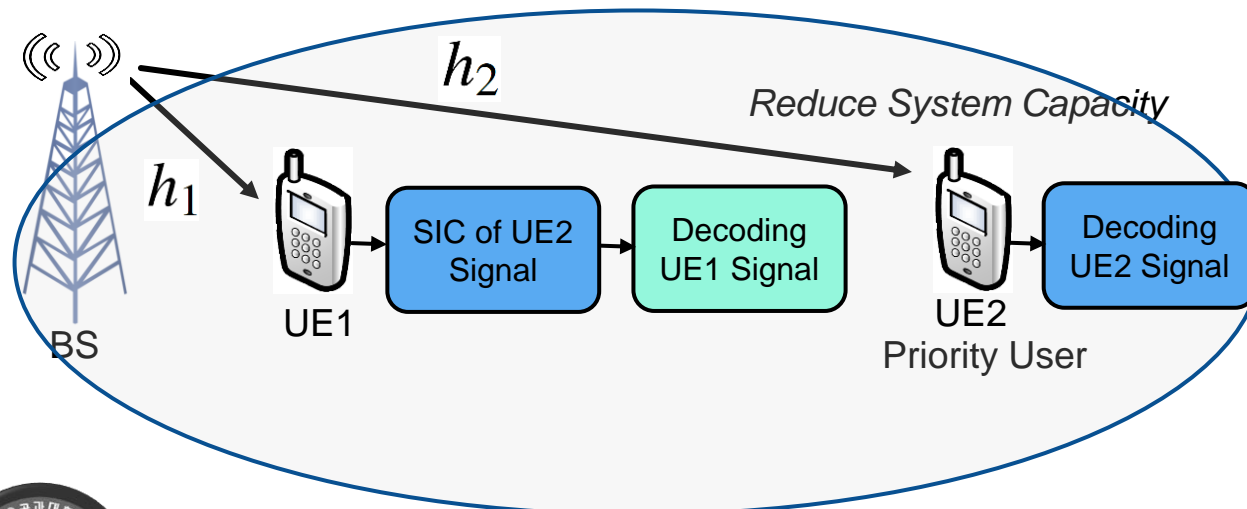 h2
Reduce System Capacity
h1
SIC of UE2
Signal
Decoding
UE1 Signal
Decoding
UE2 Signal
UE1
UE2
Priority User
BS